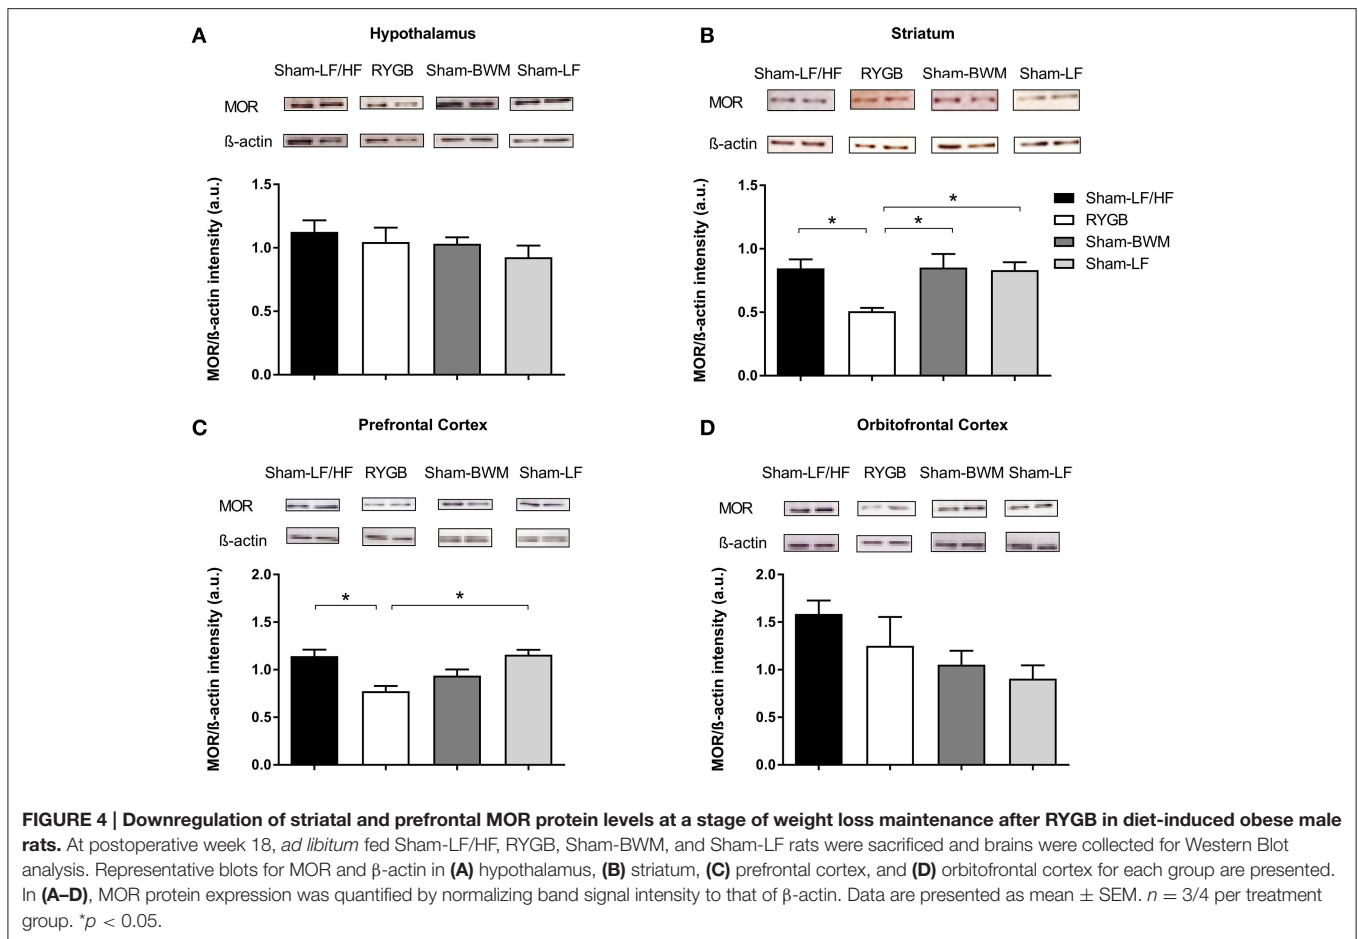 A
Hypothalamus
Sham-LF/HF RYGB Sham-BWM Sham-LF
MOR
ß-actin
MOR/ß-actin intensity (a.u.)
1.5
1.0
0.5
0.0
B
Striatum
Sham-LF/HF RYGB Sham-BWM Sham-LF
MOR
ß-actin
MOR/ß-actin intensity (a.u.)
1.5
1.0
0.5
0.0
*
*
*
Sham-LF/HF
RYGB
Sham-BWM
Sham-LF
C
Prefrontal Cortex
Sham-LF/HF RYGB Sham-BWM Sham-LF
MOR
ß-actin
MOR/ß-actin intensity (a.u.)
2.0
1.5
1.0
0.5
0.0
*
*
D
Orbitofrontal Cortex
Sham-LF/HF RYGB Sham-BWM Sham-LF
MOR
ß-actin
MOR/ß-actin intensity (a.u.)
2.0
1.5
1.0
0.5
0.0
FIGURE 4 | Downregulation of striatal and prefrontal MOR protein levels at a stage of weight loss maintenance after RYGB in diet-induced obese male
rats. At postoperative week 18, ad libitum fed Sham-LF/HF, RYGB, Sham-BWM, and Sham-LF rats were sacrificed and brains were collected for Western Blot
analysis. Representative blots for MOR and β-actin in (A) hypothalamus, (B) striatum, (C) prefrontal cortex, and (D) orbitofrontal cortex for each group are presented.
In (A–D), MOR protein expression was quantified by normalizing band signal intensity to that of β-actin. Data are presented as mean ± SEM. n = 3/4 per treatment
group. *p < 0.05.